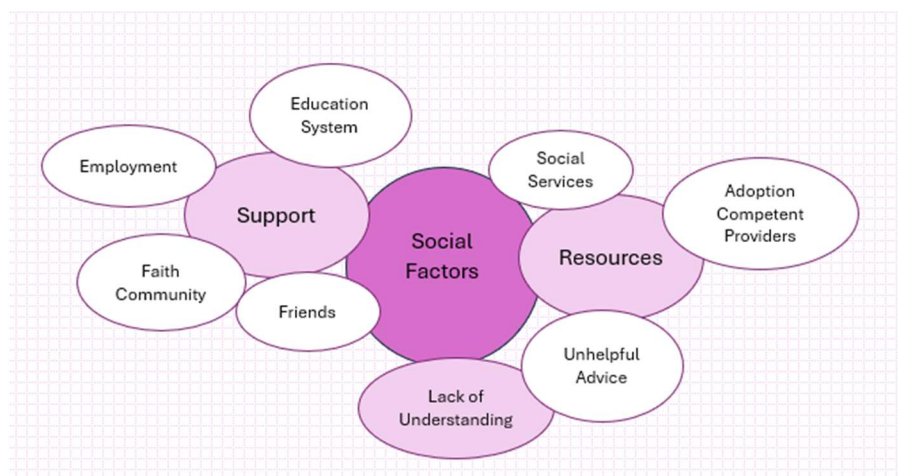 Education
System
Employment
Support
Faith
Community
Friends
Social
Factors
Social
Services
Adoption
Competent
Providers
Resources
Unhelpful
Advice
Lack of
Understanding